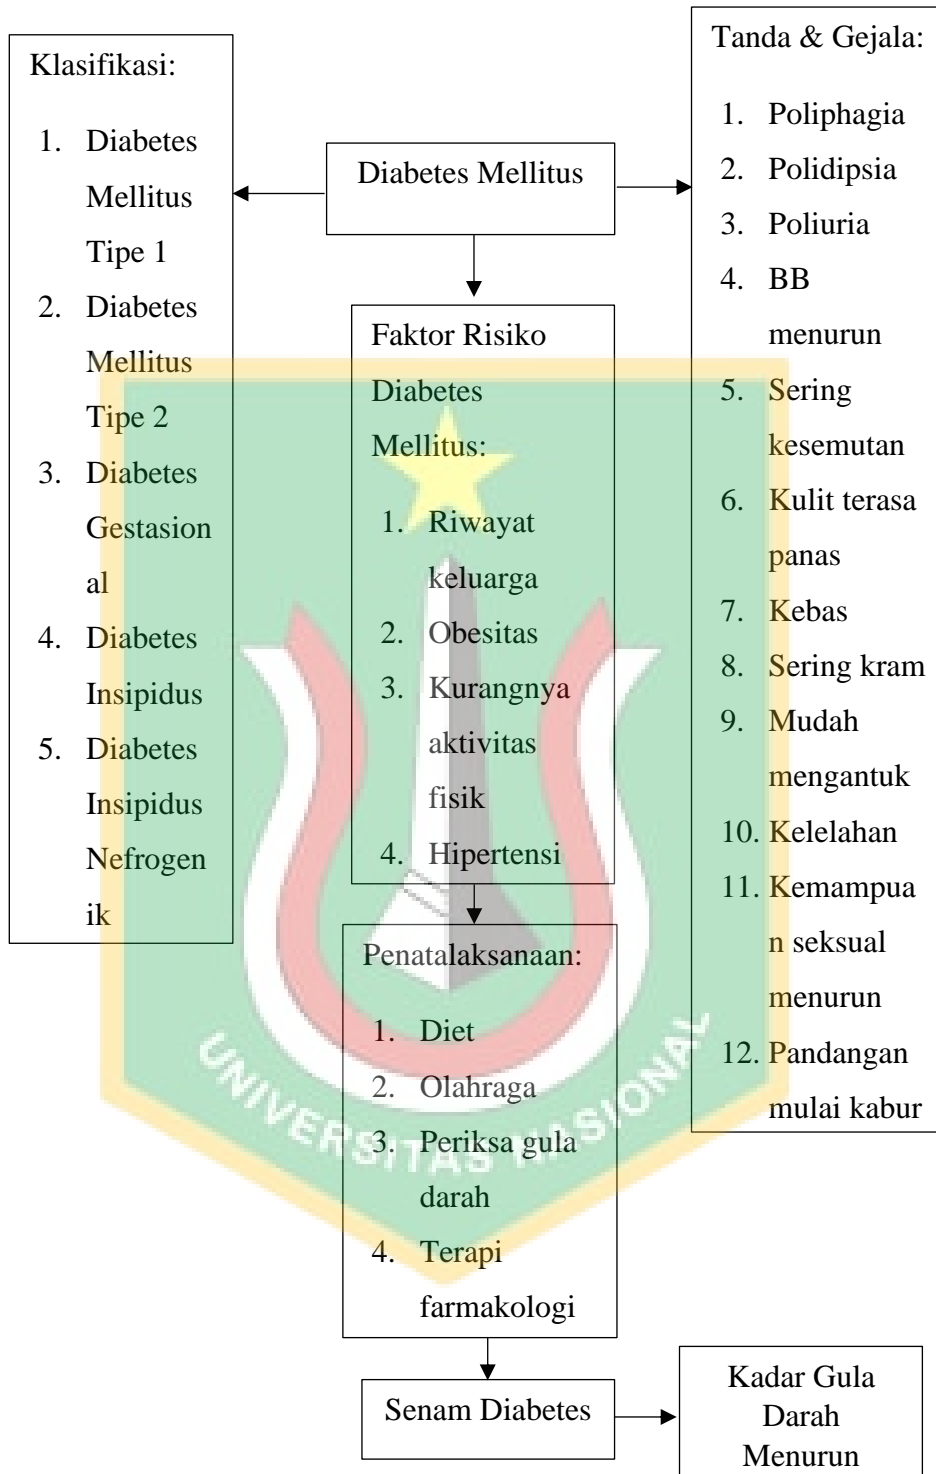 Klasifikasi:
1. Diabetes
Mellitus
Tipe 1
2. Diabetes
Mellitus
Tipe 2
3. Diabetes
Gestasion
al
4. Diabetes
Insipidus
5. Diabetes
Insipidus
Nefrogen
ik
Diabetes Mellitus
Faktor Risiko
Diabetes
Mellitus:
1. Riwayat
keluarga
2. Obesitas
3. Kurangnya
aktivitas
fisik
4. Hipertensi
Penatalaksanaan:
1. Diet
2. Olahraga
3. Periksa gula
darah
4. Terapi
farmakologi
Senam Diabetes
Tanda & Gejala:
1. Poliphagia
2. Polidipsia
3. Poliuria
4. BB
menurun
5. Sering
kesemutan
6. Kulit terasa
panas
7. Kebas
8. Sering kram
9. Mudah
mengantuk
10. Kelelahan
11. Kemampua
n seksual
menurun
12. Pandangan
mulai kabur
Kadar Gula
Darah
Menurun
UNIVERSITAS NASIONAL